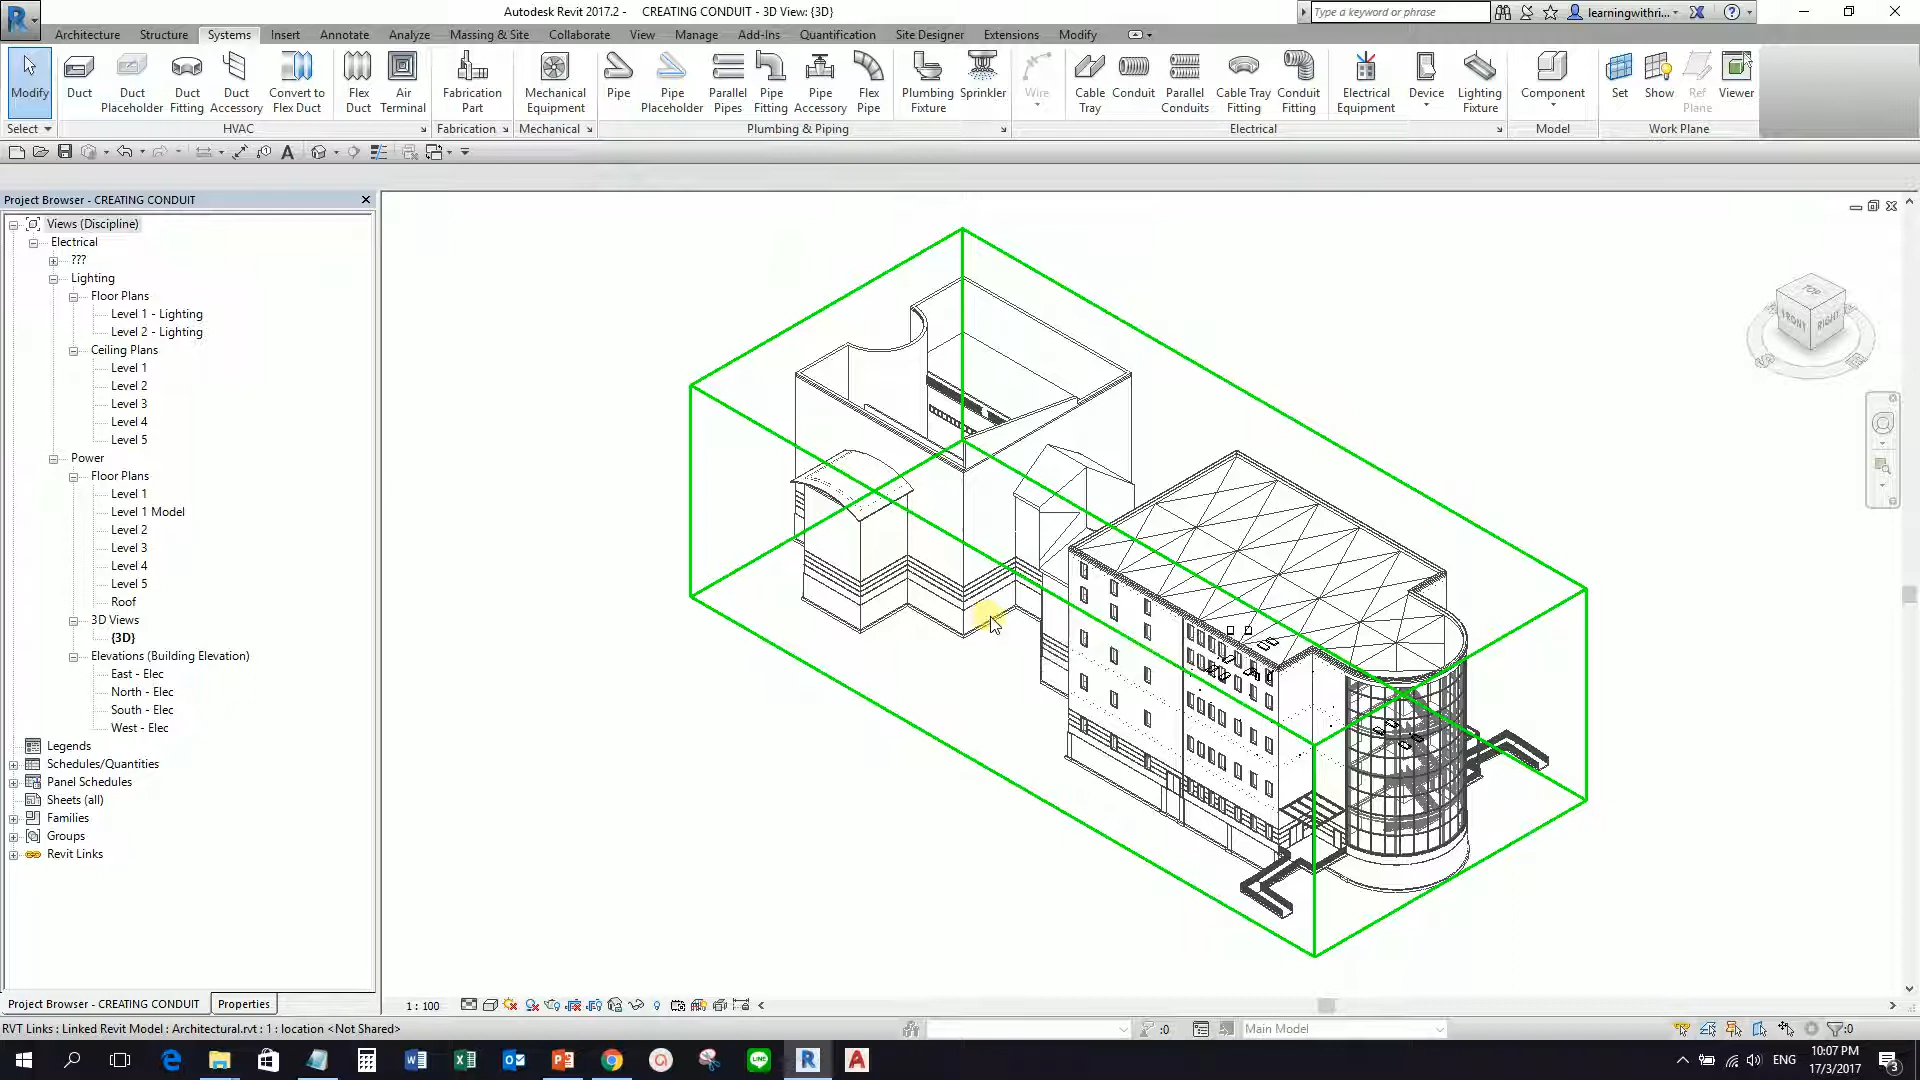 Autodesk Revit 2017.2 - CREATING CONDUIT - 3D View: {3D}
Type a keyword or phrase
learningwithri...
Architecture Structure Systems Insert Annotate Analyze Massing & Site Collaborate View Manage Add-Ins Quantification Site Designer Extensions Modify
Modify
Duct
Duct Placeholder
Duct Fitting
Duct Accessory
Convert to Flex Duct
Flex Duct
Air Terminal
Fabrication Part
Mechanical Equipment
Pipe
Pipe Placeholder
Parallel Pipes
Pipe Fitting
Pipe Accessory
Flex Pipe
Plumbing Fixture
Sprinkler
Wire
Cable Tray
Conduit
Parallel Conduits
Cable Tray Fitting
Conduit Fitting
Electrical Equipment
Device
Lighting Fixture
Component
Set
Show
Ref Plane
Viewer
Select HVAC Fabrication Mechanical Plumbing & Piping Electrical Model Work Plane
Project Browser - CREATING CONDUIT
Views (Discipline)
Electrical
???
Lighting
Floor Plans
Level 1 - Lighting
Level 2 - Lighting
Ceiling Plans
Level 1
Level 2
Level 3
Level 4
Level 5
Power
Floor Plans
Level 1
Level 1 Model
Level 2
Level 3
Level 4
Level 5
Roof
3D Views
{3D}
Elevations (Building Elevation)
East - Elec
North - Elec
South - Elec
West - Elec
Legends
Schedules/Quantities
Panel Schedules
Sheets (all)
Families
Groups
Revit Links
TOP
FRONT
RIGHT
Project Browser - CREATING CONDUIT Properties
1 : 100
RVT Links : Linked Revit Model : Architectural.rvt : 1 : location <Not Shared>
:0
Main Model
:0
ENG
10:07 PM
17/3/2017
3